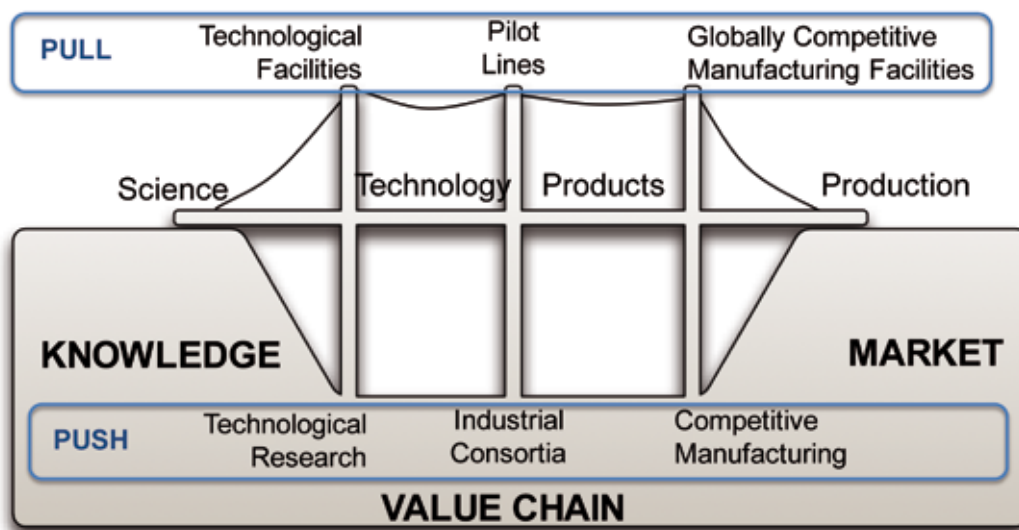 PULL
Technological
Facilities
Pilot
Lines
Globally Competitive
Manufacturing Facilities
Science
Technology
Products
Production
KNOWLEDGE
MARKET
PUSH
Technological
Research
Industrial
Consortia
Competitive
Manufacturing
VALUE CHAIN